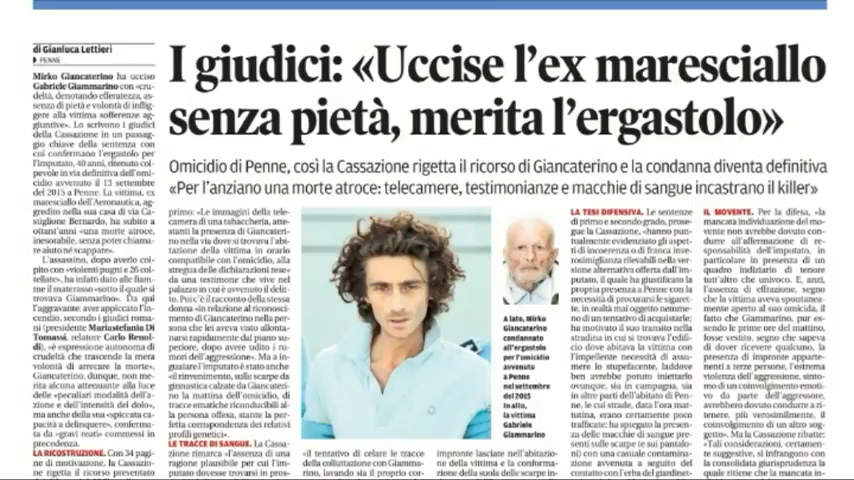 di Gianluca Lettieri
PENNE
Mirko Giancaterino ha ucciso
Gabriele Giammarino con «cru-
deltà, denotando efferatezza, as-
senza di pietà e volontà di inflig-
gere alla vittima sofferenze ag-
giuntive». Lo scrivono i giudici
della Cassazione in un passag-
gio chiave della sentenza con
cui confermano l'ergastolo per
l'imputato, 40 anni, ritenuto col-
pevole in via definitiva dell'omi-
cidio avvenuto il 13 settembre
del 2015 a Penne. La vittima, ex
maresciallo dell'Aeronautica,
aggredito nella sua casa di via Ca-
stiglione Bernardo, ha subito a
ottant'anni «una morte atroce,
inesorabile, senza poter chiama-
re aiuto né scappare».
L'assassino, dopo averlo col-
pito con «violenti pugni e 26 col-
tellate», ha infatti dato alle fiam-
me il materasso «sotto il quale si
trovava Giammarino». Da qui
l'aggravante: aver appiccato l'in-
cendio, secondo i giudici roma-
ni (presidente Mariastefania Di
Tomassi, relatore Carlo Renol-
di), «è espressione autonoma di
crudeltà che trascende la mera
volontà di arrecare la morte».
Giancaterino, dunque, non me-
rita alcuna attenuante alla luce
delle «peculiari modalità dell'a-
zione e dell'intensità del dolo»,
ma anche della sua «spiccata ca-
pacità a delinquere», conferma-
ta da «gravi reati» commessi in
precedenza.
LA RICOSTRUZIONE. Con 34 pagi-
ne di motivazione, la Cassazio-
ne rigetta il ricorso presentato
I giudici: «Uccise l'ex maresciallo
senza pietà, merita l'ergastolo»
Omicidio di Penne, così la Cassazione rigetta il ricorso di Giancaterino e la condanna diventa definitiva
«Per l'anziano una morte atroce: telecamere, testimonianze e macchie di sangue incastrano il killer»
primo: «Le immagini della tele-
camera di una tabaccheria, atte-
stanti la presenza di Giancateri-
no nella via dove si trovava l'abi-
tazione della vittima in orario
compatibile con l'omicidio, alla
stregua delle dichiarazioni rese»
da una testimone che vive nel
palazzo in cui è avvenuto il delit-
to. Poi c'è il racconto della stessa
donna «in relazione al riconosci-
mento di Giancaterino nella per-
sona che lei aveva visto allonta-
narsi rapidamente dal piano su-
periore, dopo avere udito i ru-
mori dell'aggressione». Ma a in-
guaiare l'imputato è stato anche
«il rinvenimento, sulle scarpe da
ginnastica calzate da Giancateri-
no la mattina dell'omicidio, di
tracce ematiche riconducibili al-
la persona offesa, stante la per-
fetta corrispondenza dei relativi
profili genetici».
LE TRACCE DI SANGUE. La Cassa-
zione rimarca «l'assenza di una
ragione plausibile per cui l'im-
putato dovesse trovarsi in pros-
«il tentativo di celare le tracce
della colluttazione con Giamma-
rino, lavando sia il proprio cor-
A lato, Mirko
Giancaterino
condannato
all'ergastolo
per l'omicidio
avvenuto
a Penne
nel settembre
del 2015
In alto,
la vittima
Gabriele
Giammarino
impronte lasciate nell'abitazio-
ne della vittima e la conforma-
zione della suola delle scarpe in-
LA TESI DIFENSIVA. Le sentenze
di primo e secondo grado, prose-
gue la Cassazione, «hanno pun-
tualmente evidenziato gli aspet-
ti di incoerenza o di franca inve-
rosimiglianza rilevabili nella ver-
sione alternativa offerta dall'im-
putato, il quale ha giustificato la
propria presenza a Penne con la
necessità di procurarsi le sigaret-
te, in realtà mai oggetto nemme-
no di un tentativo di acquistarle;
ha motivato il suo transito nella
stradina in cui si trovava l'edifi-
cio dove abitava la vittima con
l'impellente necessità di assu-
mere lo stupefacente, laddove
ben avrebbe potuto iniettarlo
ovunque, sia in campagna, sia
in altre parti dell'abitato di Pen-
ne, le cui strade, data l'ora mat-
tutina, erano certamente poco
trafficate; ha spiegato la presen-
za delle macchie di sangue pre-
senti sulle scarpe (e sui pantalo-
ni) con una casuale contamina-
zione avvenuta a seguito del
contatto con l'erba del giardinet-
IL MOVENTE. Per la difesa, «la
mancata individuazione del mo-
vente non avrebbe dovuto con-
durre all'affermazione di re-
sponsabilità dell'imputato, in
particolare in presenza di un
quadro indiziario di tenore
tutt'altro che univoco. E, anzi,
l'assenza di effrazione, segno
che la vittima aveva spontanea-
mente aperto al suo omicida, il
fatto che Giammarino, pur es-
sendo le prime ore del mattino,
fosse vestito, segno che sapeva
di dover ricevere qualcuno, la
presenza di impronte apparte-
nenti a terze persone, l'estrema
violenza dell'aggressione, sinto-
mo di un coinvolgimento emoti-
vo da parte dell'aggressore,
avrebbero dovuto condurre a ri-
tenere, più verosimilmente, il
coinvolgimento di un altro sog-
getto». Ma la Cassazione ribatte:
«Tali considerazioni, certamen-
te suggestive, si infrangono con
la consolidata giurisprudenza la
quale ritiene che la mancata in-